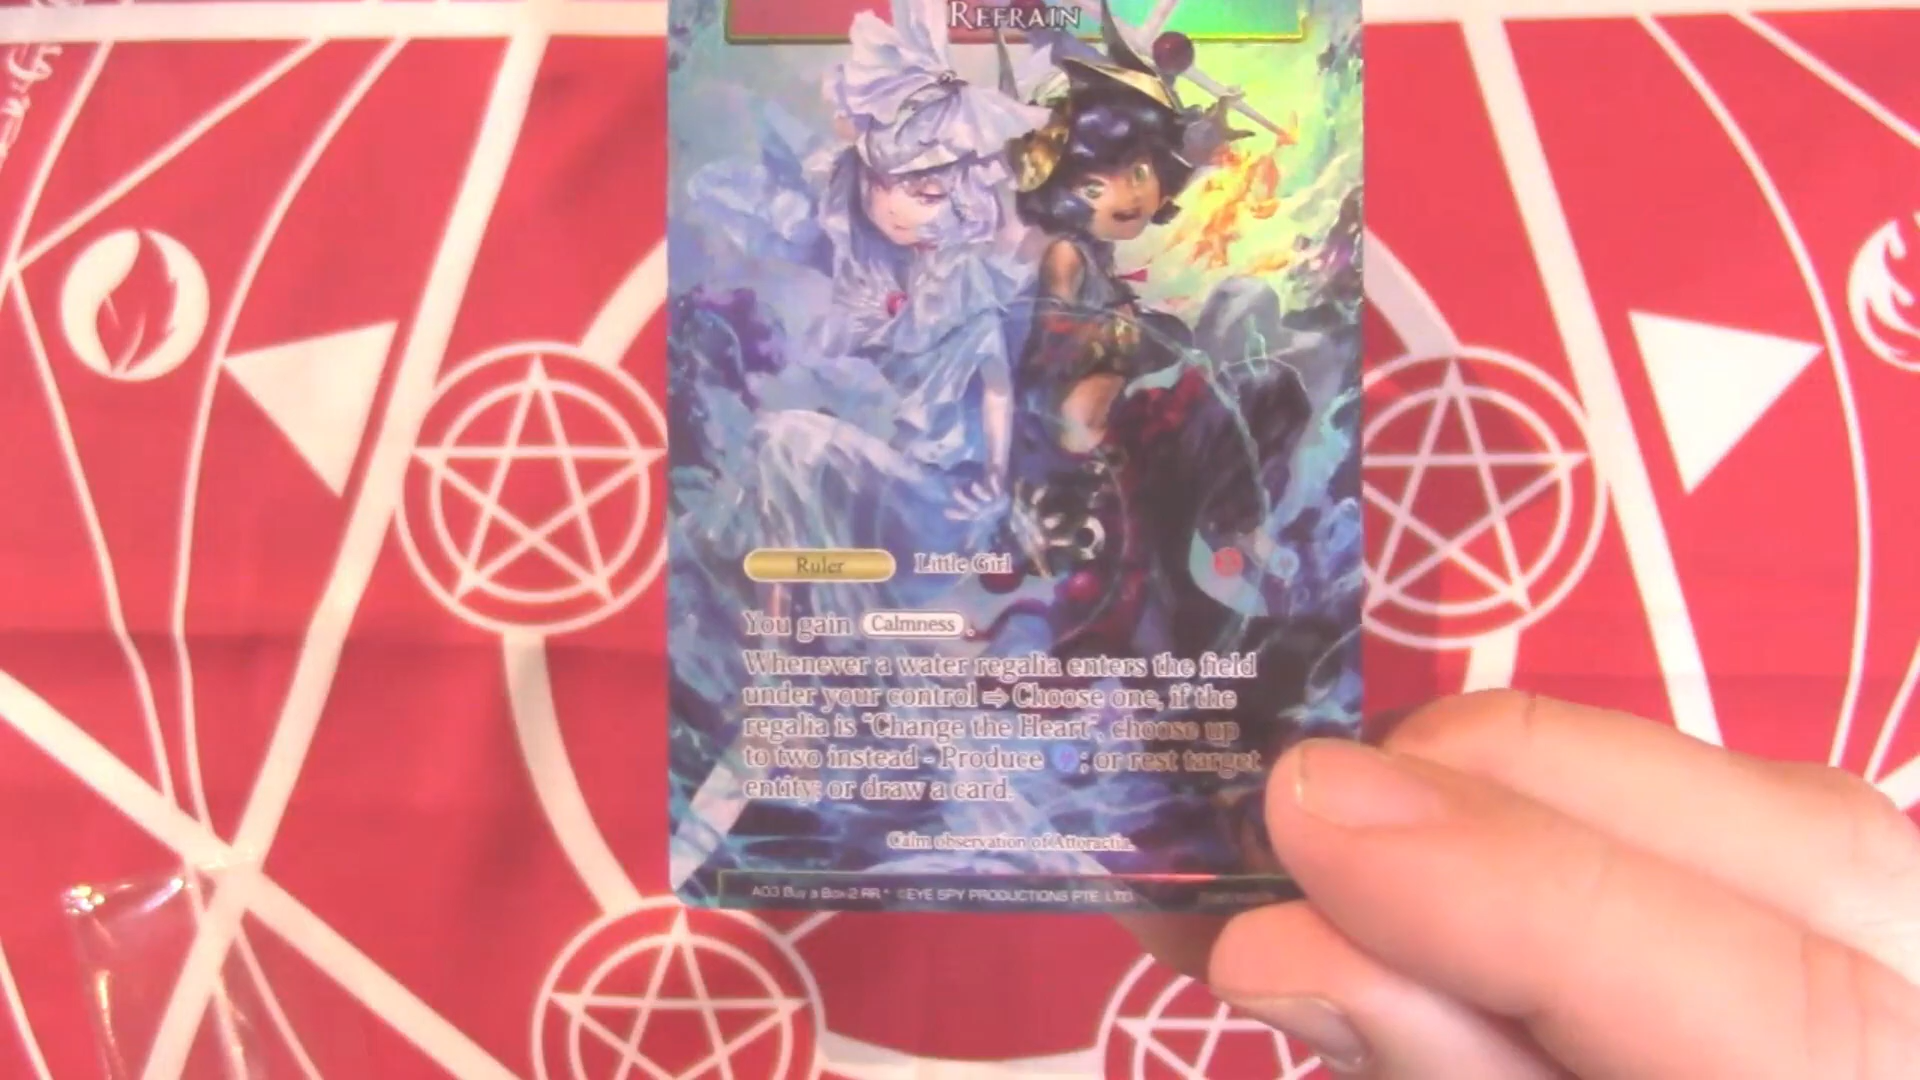 REFRAIN
Ruler Little Girl
You gain Calmness.
Whenever a water regalia enters the field
under your control ⇒ Choose one, if the
regalia is "Change the Heart", choose up
to two instead - Produce ; or rest target
entity; or draw a card.
Calm observation of Attoractia.
A03 Buy a Box 2 RR * ©EYE SPY PRODUCTIONS PTE. LTD.